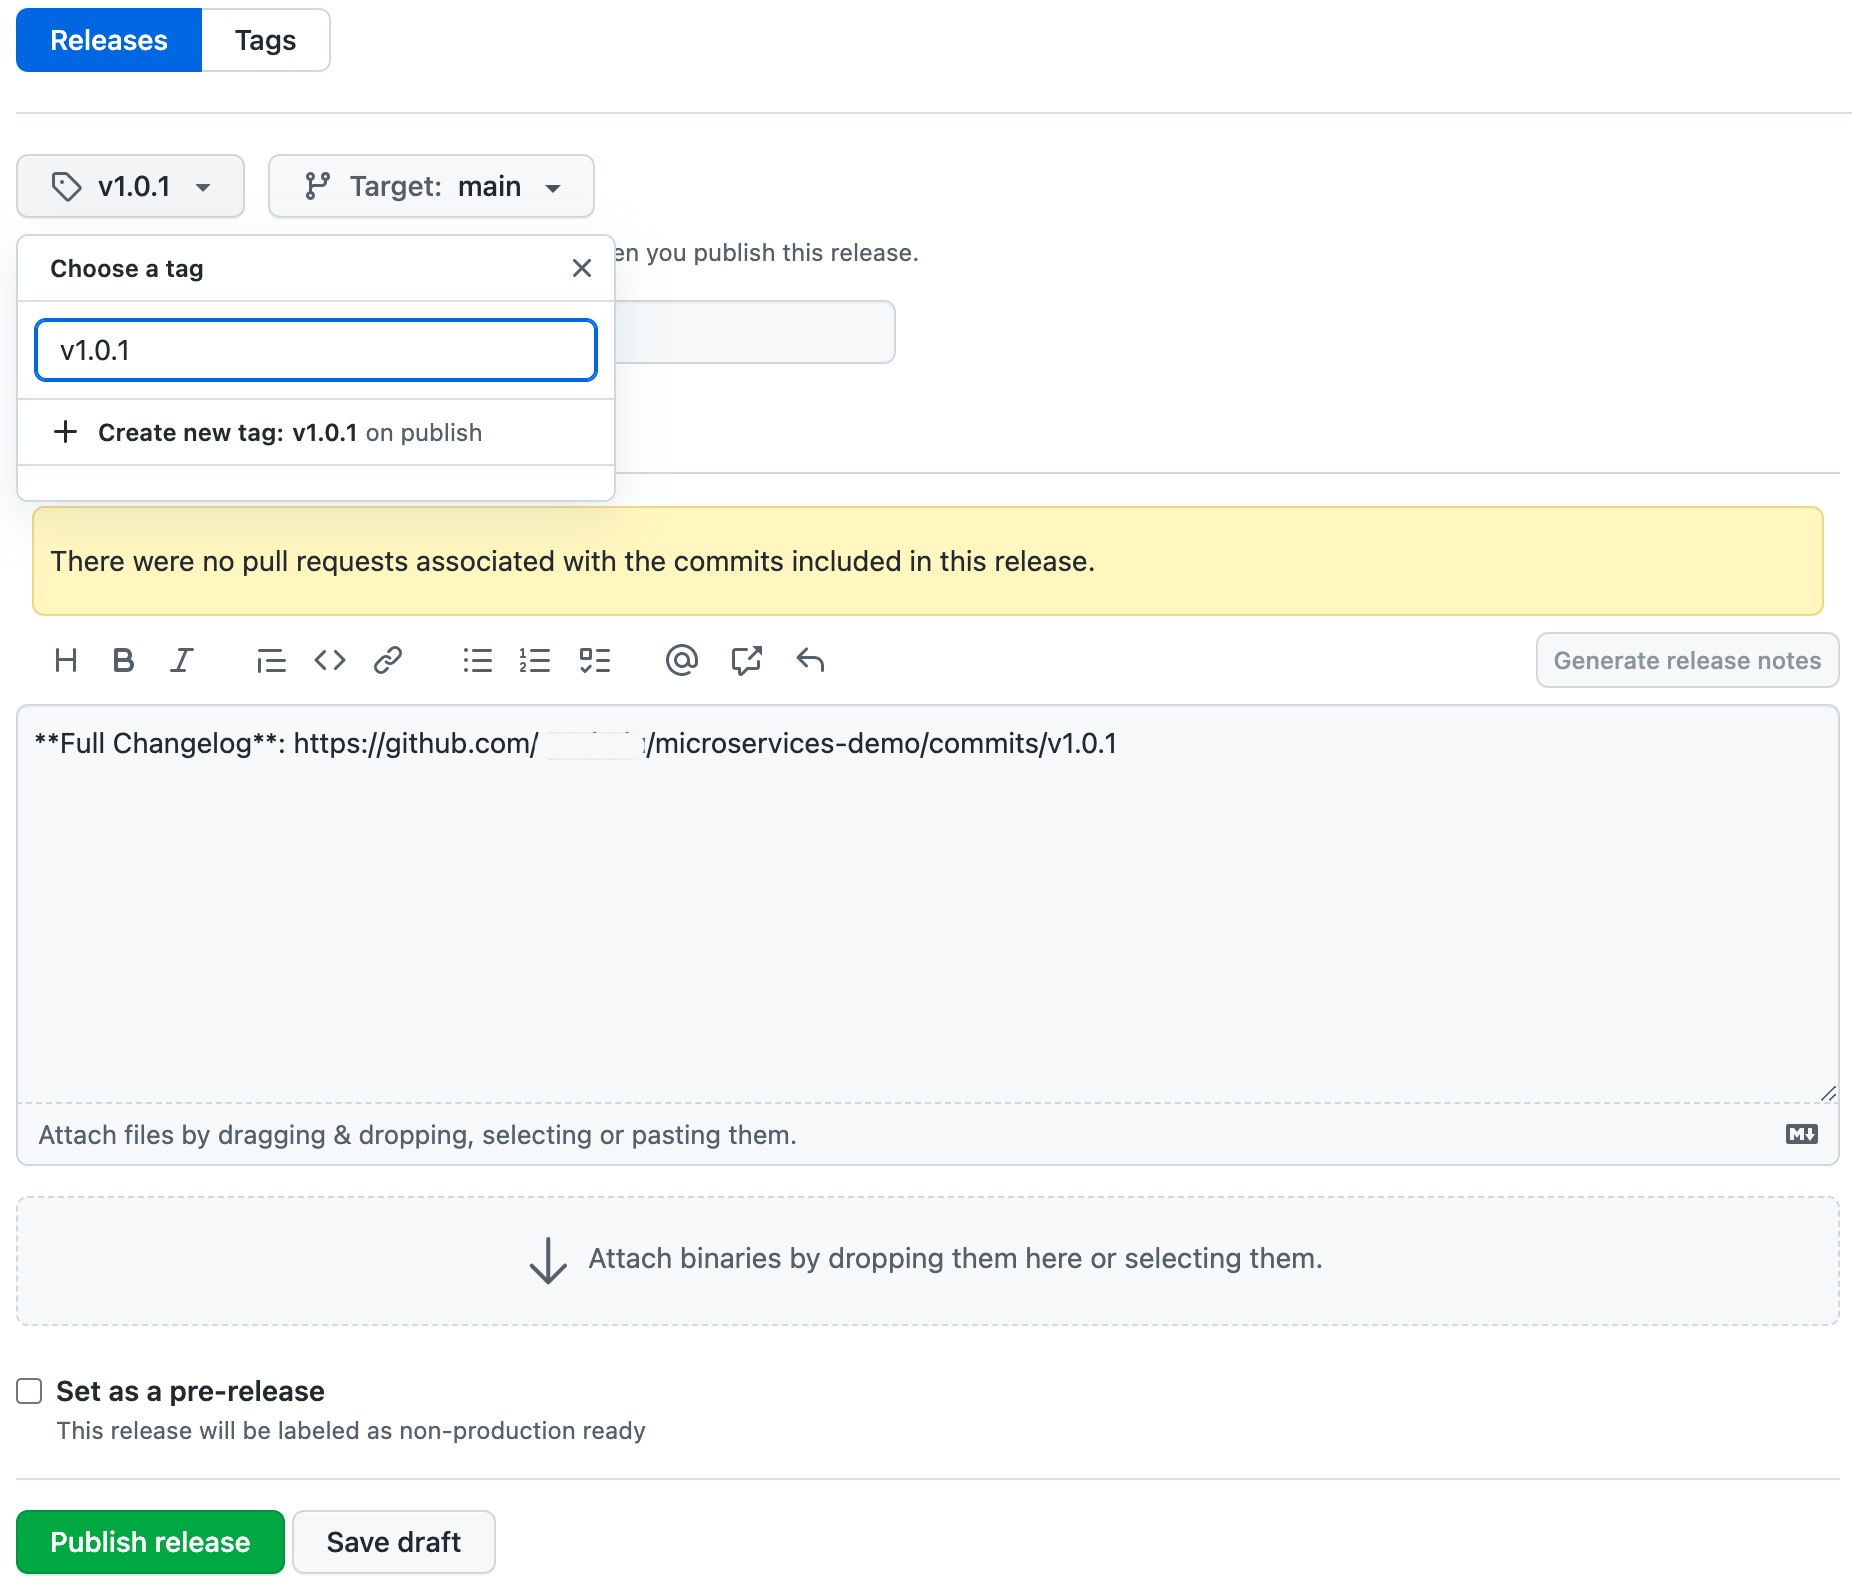 Releases Tags
v1.0.1 Target: main
en you publish this release.
Choose a tag
v1.0.1
Create new tag: v1.0.1 on publish
There were no pull requests associated with the commits included in this release.
Generate release notes
**Full Changelog**: https://github.com/ /microservices-demo/commits/v1.0.1
Attach files by dragging & dropping, selecting or pasting them.
Attach binaries by dropping them here or selecting them.
Set as a pre-release
This release will be labeled as non-production ready
Publish release Save draft